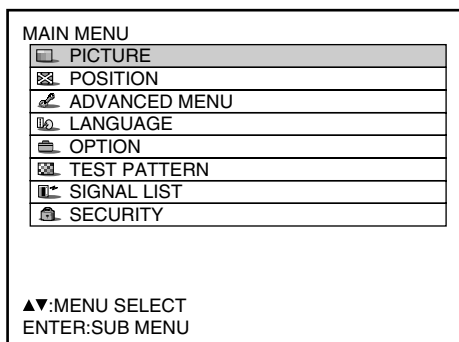 MAIN MENU
PICTURE
POSITION
ADVANCED MENU
LANGUAGE
OPTION
TEST PATTERN
SIGNAL LIST
SECURITY
▲▼:MENU SELECT
ENTER:SUB MENU